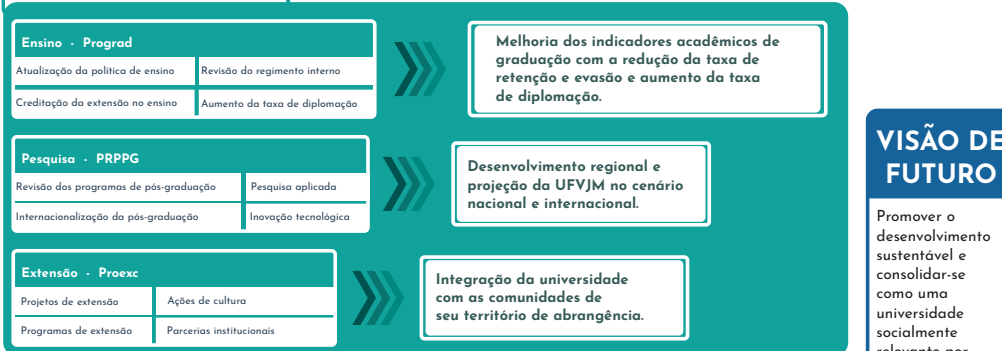 Ensino - Prograd
Atualização da política de ensino
Revisão do regimento interno
Creditação da extensão no ensino
Aumento da taxa de diplomação
Melhoria dos indicadores acadêmicos de
graduação com a redução da taxa de
retenção e evasão e aumento da taxa
de diplomação.
Pesquisa - PRPPG
Revisão dos programas de pós-graduação
Pesquisa aplicada
Internacionalização da pós-graduação
Inovação tecnológica
Desenvolvimento regional e
projeção da UFVJM no cenário
nacional e internacional.
Extensão - Proexc
Projetos de extensão
Ações de cultura
Programas de extensão
Parcerias institucionais
Integração da universidade
com as comunidades de
seu território de abrangência.
VISÃO DE
FUTURO
Promover o
desenvolvimento
sustentável e
consolidar-se
como uma
universidade
socialmente
relevante por